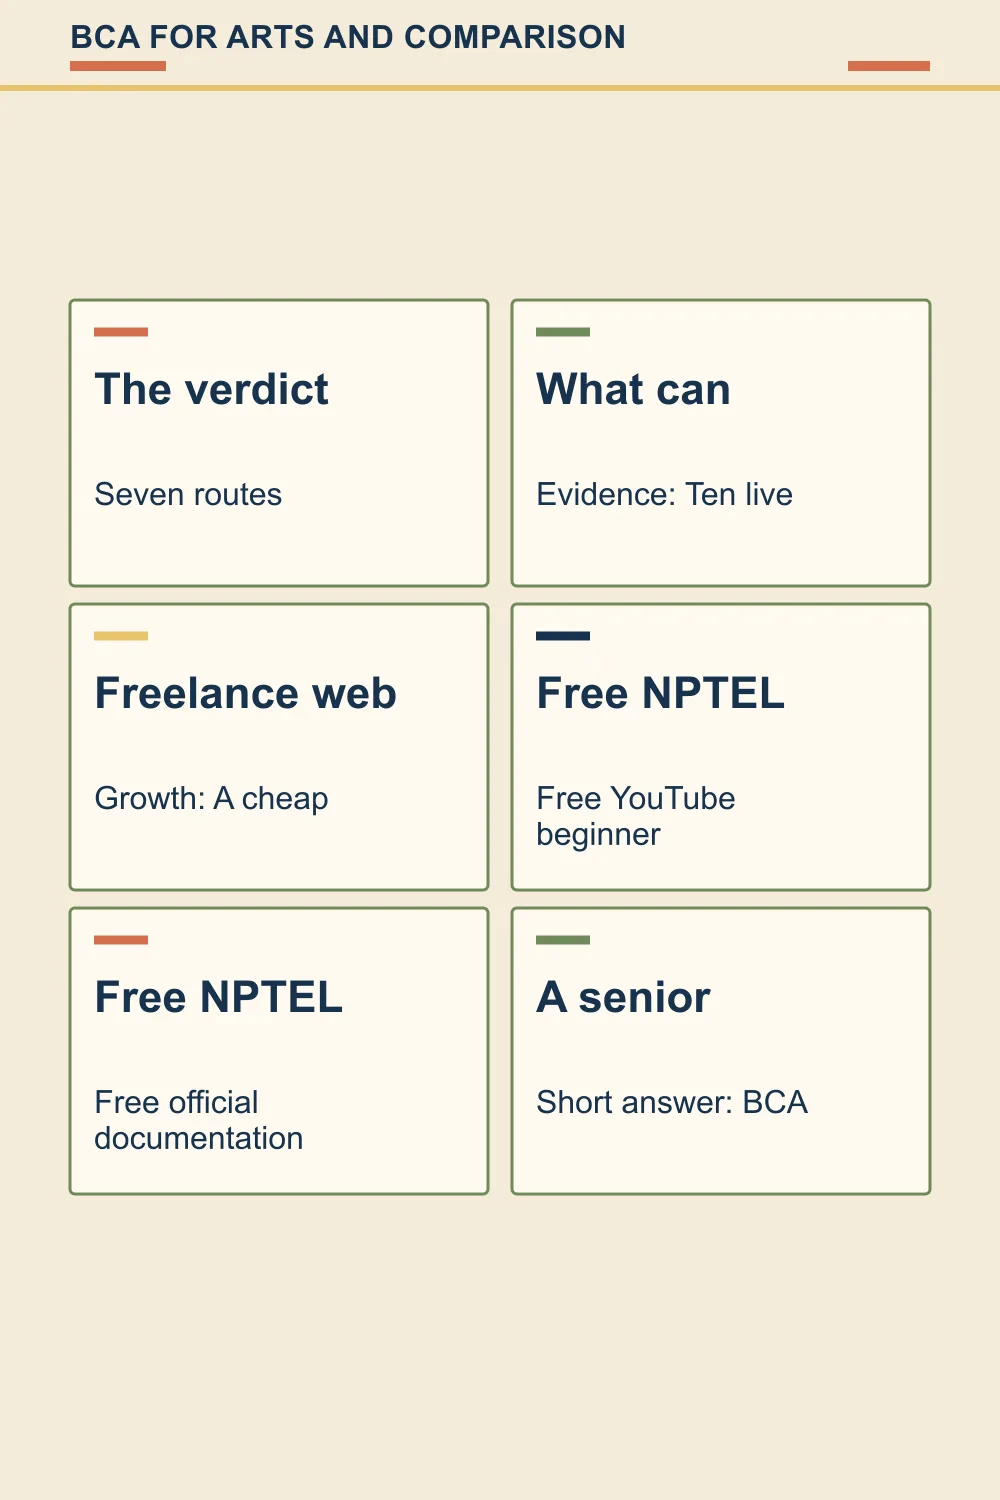 BCA FOR ARTS AND COMPARISON
The verdict
Seven routes
What can
Evidence: Ten live
Freelance web
Growth: A cheap
Free NPTEL
Free YouTube
beginner
Free NPTEL
Free official
documentation
A senior
Short answer: BCA